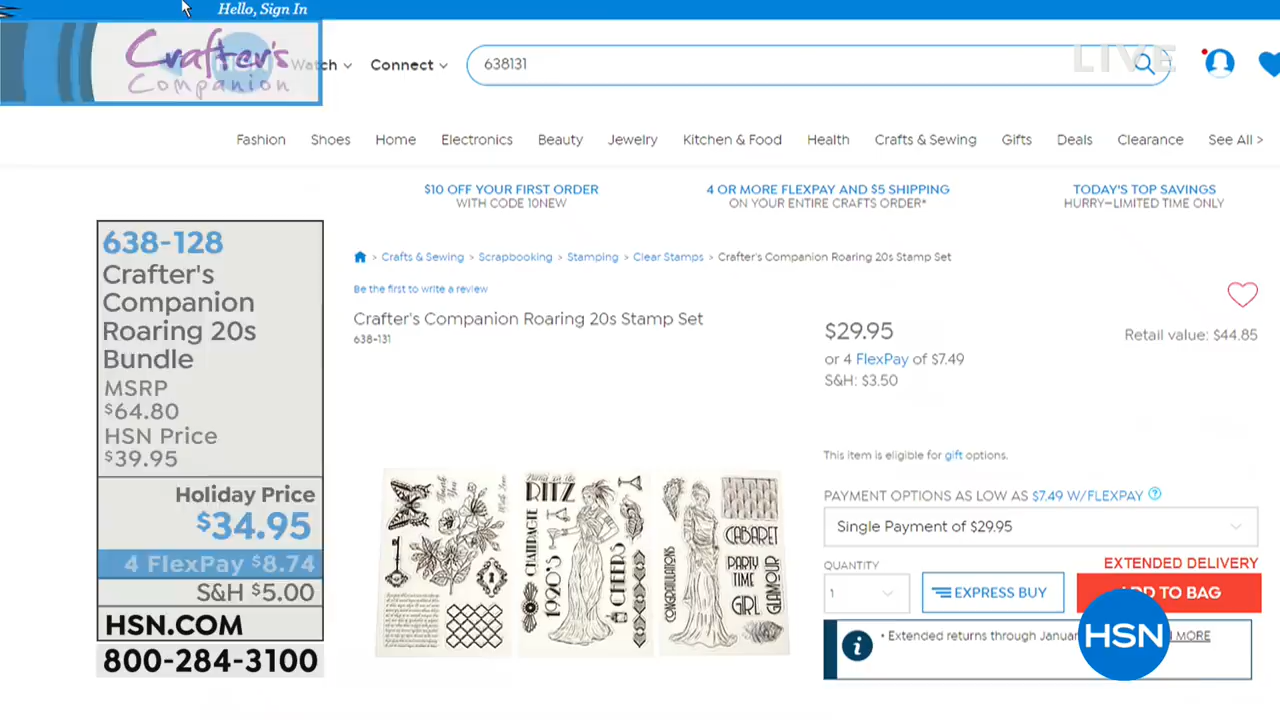 Hello, Sign In
Crafter's
Companion
Watch
Connect
638131
LIVE
Fashion
Shoes
Home
Electronics
Beauty
Jewelry
Kitchen & Food
Health
Crafts & Sewing
Gifts
Deals
Clearance
See All >
$10 OFF YOUR FIRST ORDER
WITH CODE 10NEW
4 OR MORE FLEXPAY AND $5 SHIPPING
ON YOUR ENTIRE CRAFTS ORDER*
TODAY'S TOP SAVINGS
HURRY—LIMITED TIME ONLY
638-128
Crafter's
Companion
Roaring 20s
Bundle
MSRP
$64.80
HSN Price
$39.95
Holiday Price
$34.95
4 FlexPay $8.74
S&H $5.00
HSN.COM
800-284-3100
> Crafts & Sewing > Scrapbooking > Stamping > Clear Stamps > Crafter's Companion Roaring 20s Stamp Set
Be the first to write a review
Crafter's Companion Roaring 20s Stamp Set
638-131
$29.95
or 4 FlexPay of $7.49
S&H: $3.50
Retail value: $44.85
This item is eligible for gift options.
PAYMENT OPTIONS AS LOW AS $7.49 W/FLEXPAY ?
Single Payment of $29.95
EXTENDED DELIVERY
QUANTITY
1
EXPRESS BUY
ADD TO BAG
• Extended returns through Januar
MORE
HSN
Thank
You
RITZ
1920'S
CHEERS
CONGRATULATIONS
CABARET
PARTY
TIME
GIRL
GLAMOUR